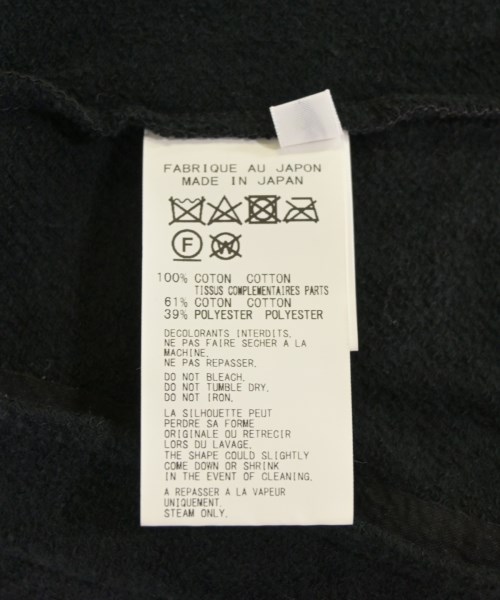 FABRIQUE AU JAPON
MADE IN JAPAN
F W
100% COTON COTTON
TISSUS COMPLEMENTAIRES PARTS
61% COTON COTTON
39% POLYESTER POLYESTER
DECOLORANTS INTERDITS.
NE PAS FAIRE SECHER A LA
MACHINE.
NE PAS REPASSER.
DO NOT BLEACH.
DO NOT TUMBLE DRY.
DO NOT IRON.
LA SILHOUETTE PEUT
PERDRE SA FORME
ORIGINALE OU RETRECIR
LORS DU LAVAGE.
THE SHAPE COULD SLIGHTLY
COME DOWN OR SHRINK
IN THE EVENT OF CLEANING.
A REPASSER A LA VAPEUR
UNIQUEMENT.
STEAM ONLY.